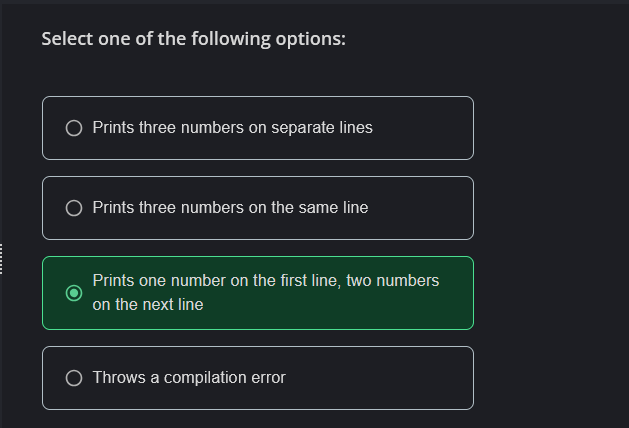 Select one of the following options:
Prints three numbers on separate lines
Prints three numbers on the same line
Prints one number on the first line, two numbers
on the next line
Throws a compilation error